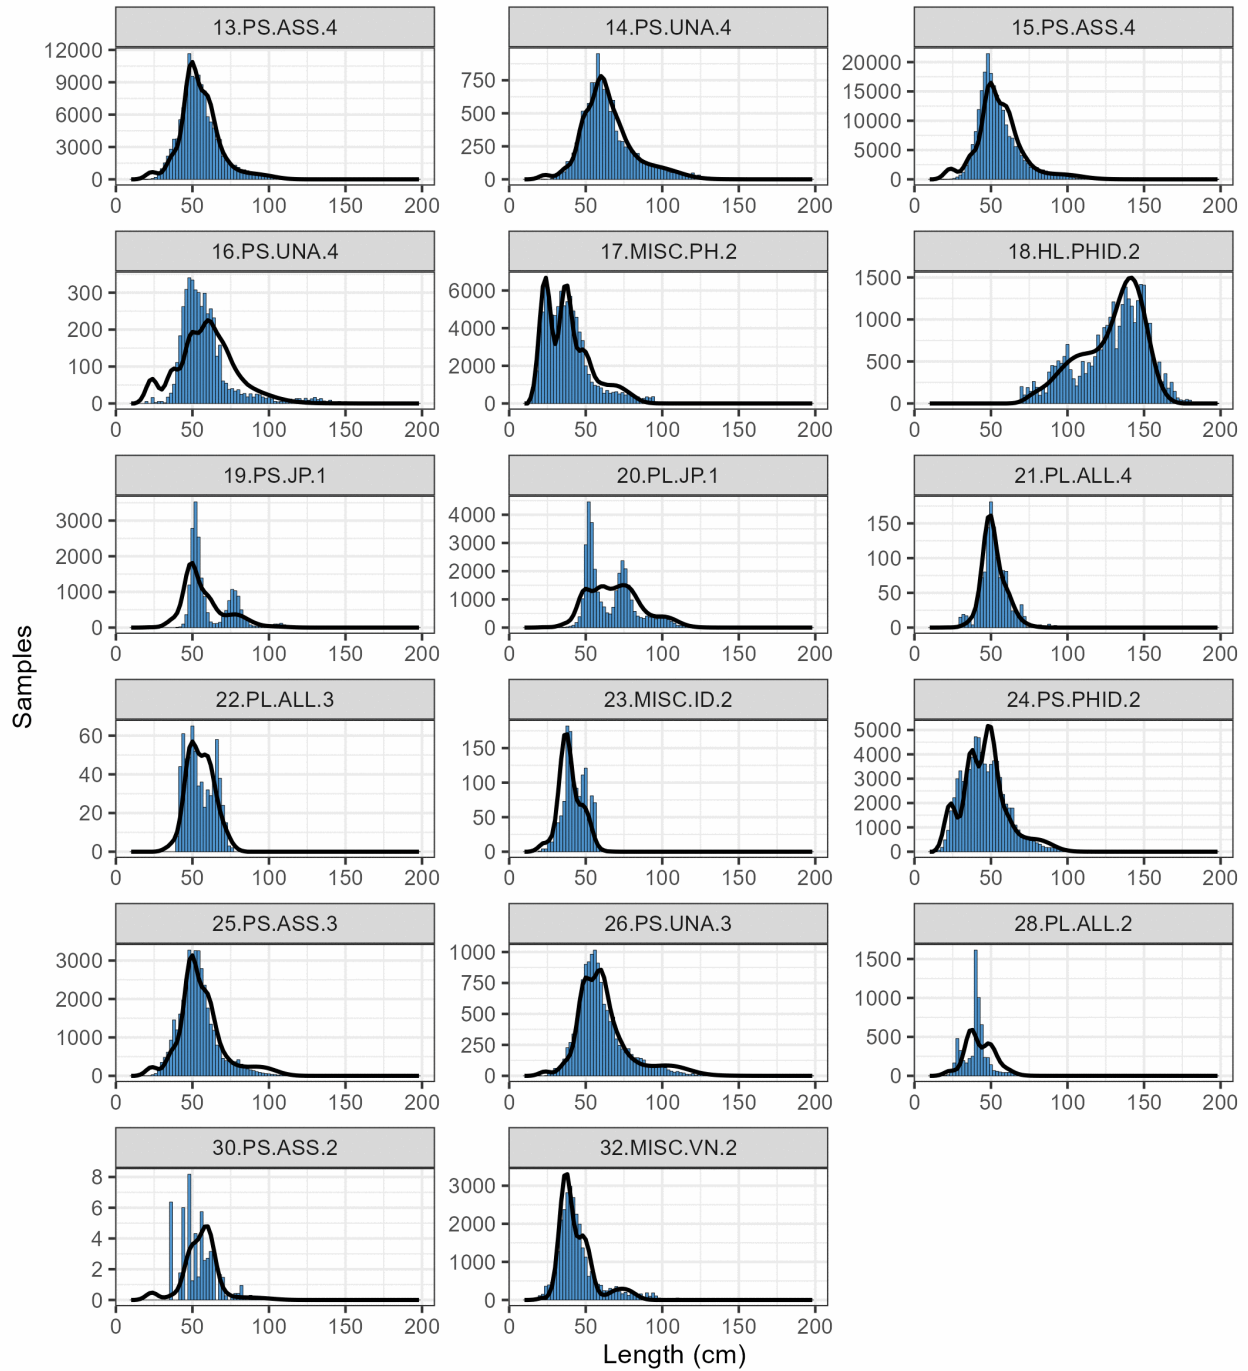 13.PS.ASS.4 14.PS.UNA.4 15.PS.ASS.4
12000 9000 6000 3000 0
750 500 250 0
20000 15000 10000 5000 0
0 50 100 150 200 0 50 100 150 200 0 50 100 150 200
16.PS.UNA.4 17.MISC.PH.2 18.HL.PHID.2
300 200 100 0
6000 4000 2000 0
1500 1000 500 0
0 50 100 150 200 0 50 100 150 200 0 50 100 150 200
19.PS.JP.1 20.PL.JP.1 21.PL.ALL.4
3000 2000 1000 0
4000 3000 2000 1000 0
150 100 50 0
0 50 100 150 200 0 50 100 150 200 0 50 100 150 200
Samples
22.PL.ALL.3 23.MISC.ID.2 24.PS.PHID.2
60 40 20 0
150 100 50 0
5000 4000 3000 2000 1000 0
0 50 100 150 200 0 50 100 150 200 0 50 100 150 200
25.PS.ASS.3 26.PS.UNA.3 28.PL.ALL.2
3000 2000 1000 0
1000 750 500 250 0
1500 1000 500 0
0 50 100 150 200 0 50 100 150 200 0 50 100 150 200
30.PS.ASS.2 32.MISC.VN.2
8 6 4 2 0
3000 2000 1000 0
0 50 100 150 200 0 50 100 150 200
Length (cm)